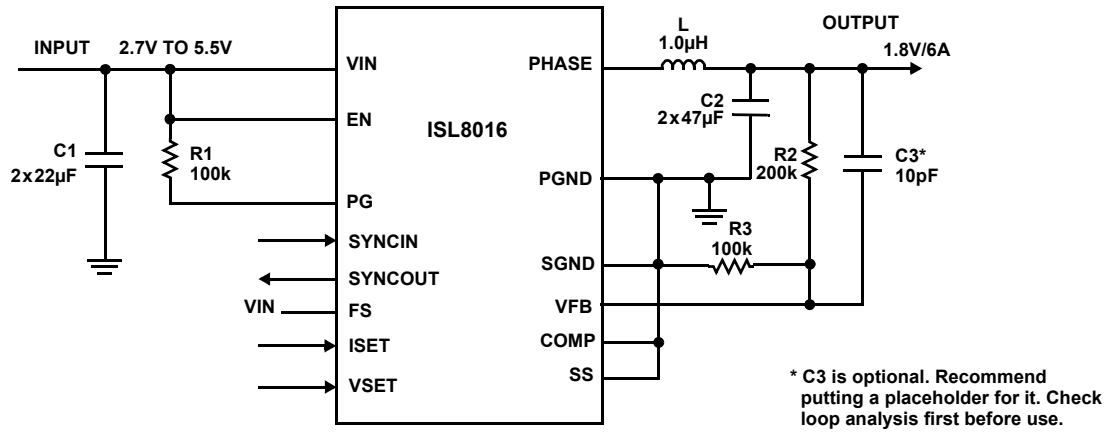 INPUT
2.7V TO 5.5V
C1
2x22µF
R1
100k
VIN
EN
PG
SYNCIN
SYNCOUT
VIN
FS
ISET
VSET
ISL8016
PHASE
PGND
SGND
VFB
COMP
SS
L
1.0µH
OUTPUT
1.8V/6A
C2
2x47µF
R2
200k
C3*
10pF
R3
100k
* C3 is optional. Recommend
putting a placeholder for it. Check
loop analysis first before use.